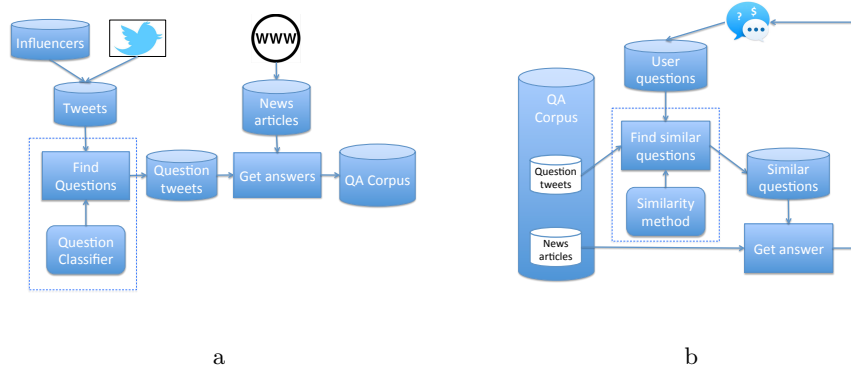 Influencers
WWW
Tweets
News
articles
Find
Questions
Question
tweets
Get answers
QA Corpus
Question
Classifier
a
? $
User
questions
QA
Corpus
Find similar
questions
Question
tweets
Similar
questions
Similarity
method
News
articles
Get answer
b